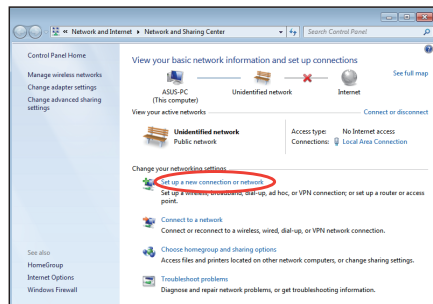 « Network and Internet ▸ Network and Sharing Center
Search Control Panel
Control Panel Home
Manage wireless networks
Change adapter settings
Change advanced sharing
settings
View your basic network information and set up connections
See full map
ASUS-PC
(This computer)
Unidentified network
Internet
View your active networks
Connect or disconnect
Unidentified network
Public network
Access type: No Internet access
Connections: Local Area Connection
Change your networking settings
Set up a new connection or network
Set up a wireless, broadband, dial-up, ad hoc, or VPN connection; or set up a router or access
point.
Connect to a network
Connect or reconnect to a wireless, wired, dial-up, or VPN network connection.
Choose homegroup and sharing options
Access files and printers located on other network computers, or change sharing settings.
Troubleshoot problems
Diagnose and repair network problems, or get troubleshooting information.
See also
HomeGroup
Internet Options
Windows Firewall